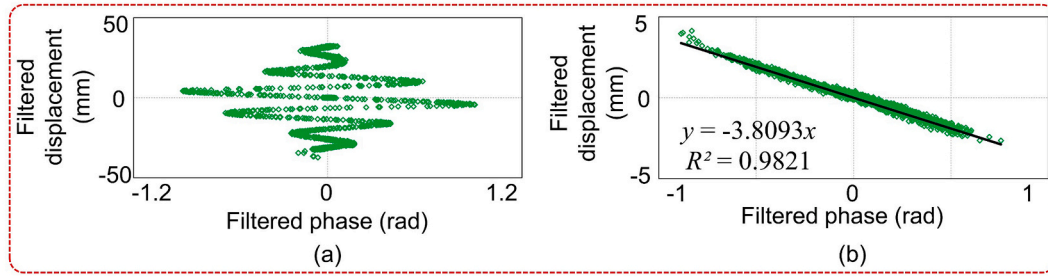 50
0
-50
Filtered
displacement
(mm)
-1.2
0
1.2
Filtered phase (rad)
(a)
5
0
-5
Filtered
displacement
(mm)
y = -3.8093x
R² = 0.9821
-1
0
1
Filtered phase (rad)
(b)